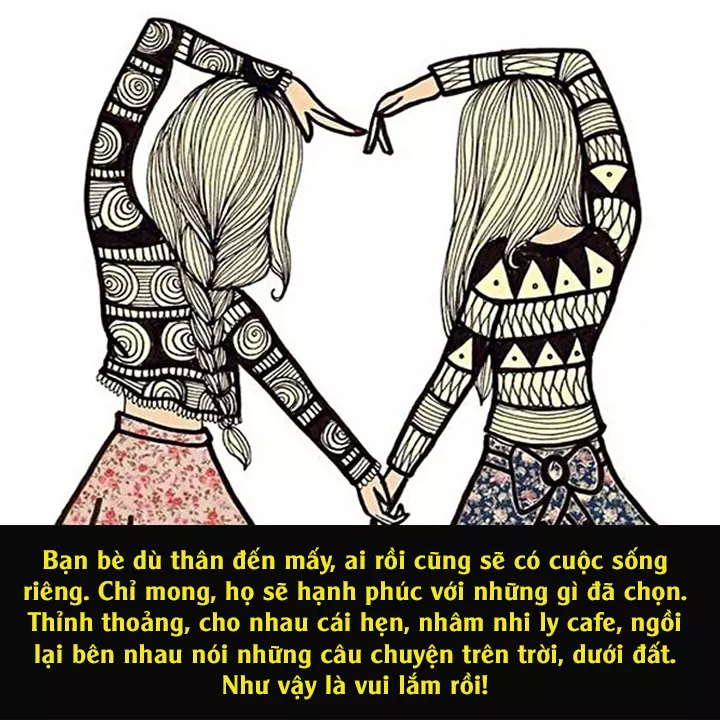 Bạn bè dù thân đến mấy, ai rồi cũng sẽ có cuộc sống
riêng. Chỉ mong, họ sẽ hạnh phúc với những gì đã chọn.
Thỉnh thoảng, cho nhau cái hẹn, nhâm nhi ly cafe, ngồi
lại bên nhau nói những câu chuyện trên trời, dưới đất.
Như vậy là vui lắm rồi!